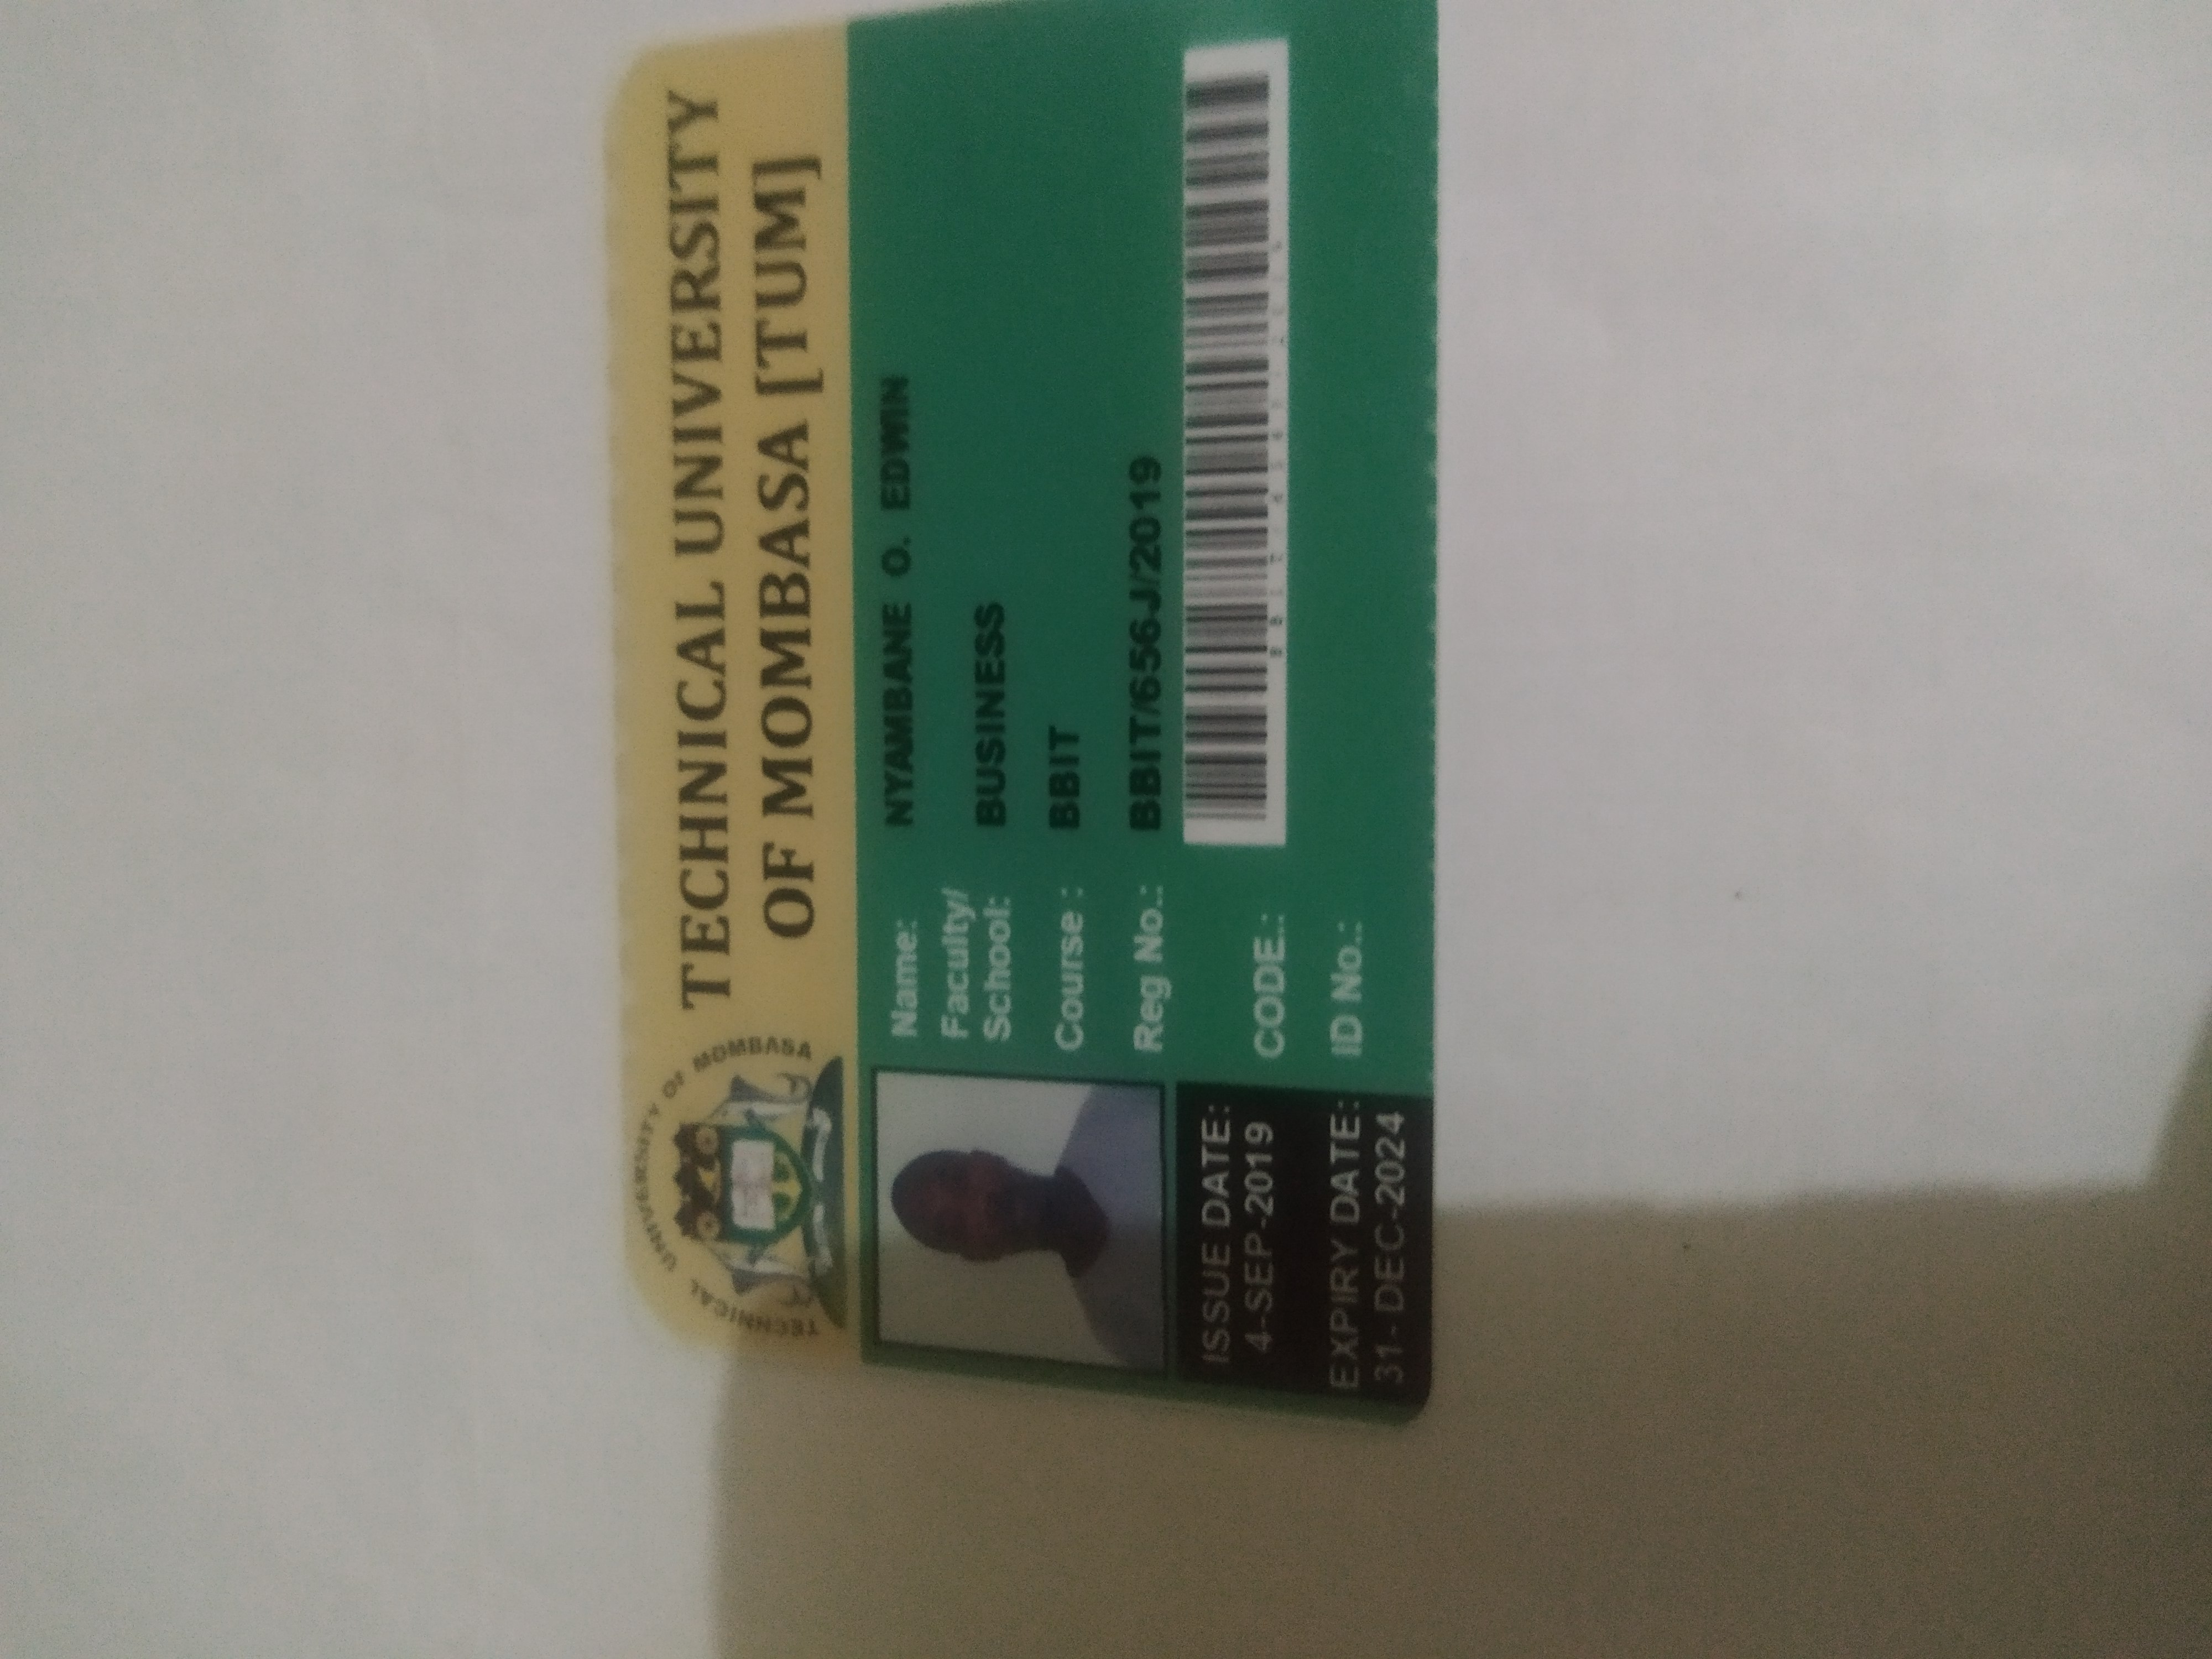 TECHNICAL UNIVERSITY OF MOMBASA
TECHNICAL UNIVERSITY
OF MOMBASA [TUM]
Name: NYAMBANE O. EDWIN
Faculty/
School: BUSINESS
Course : BBIT
Reg No.: BBIT/656J/2019
CODE.:
ID No.:
ISSUE DATE:
4-SEP-2019
EXPIRY DATE:
31- DEC-2024